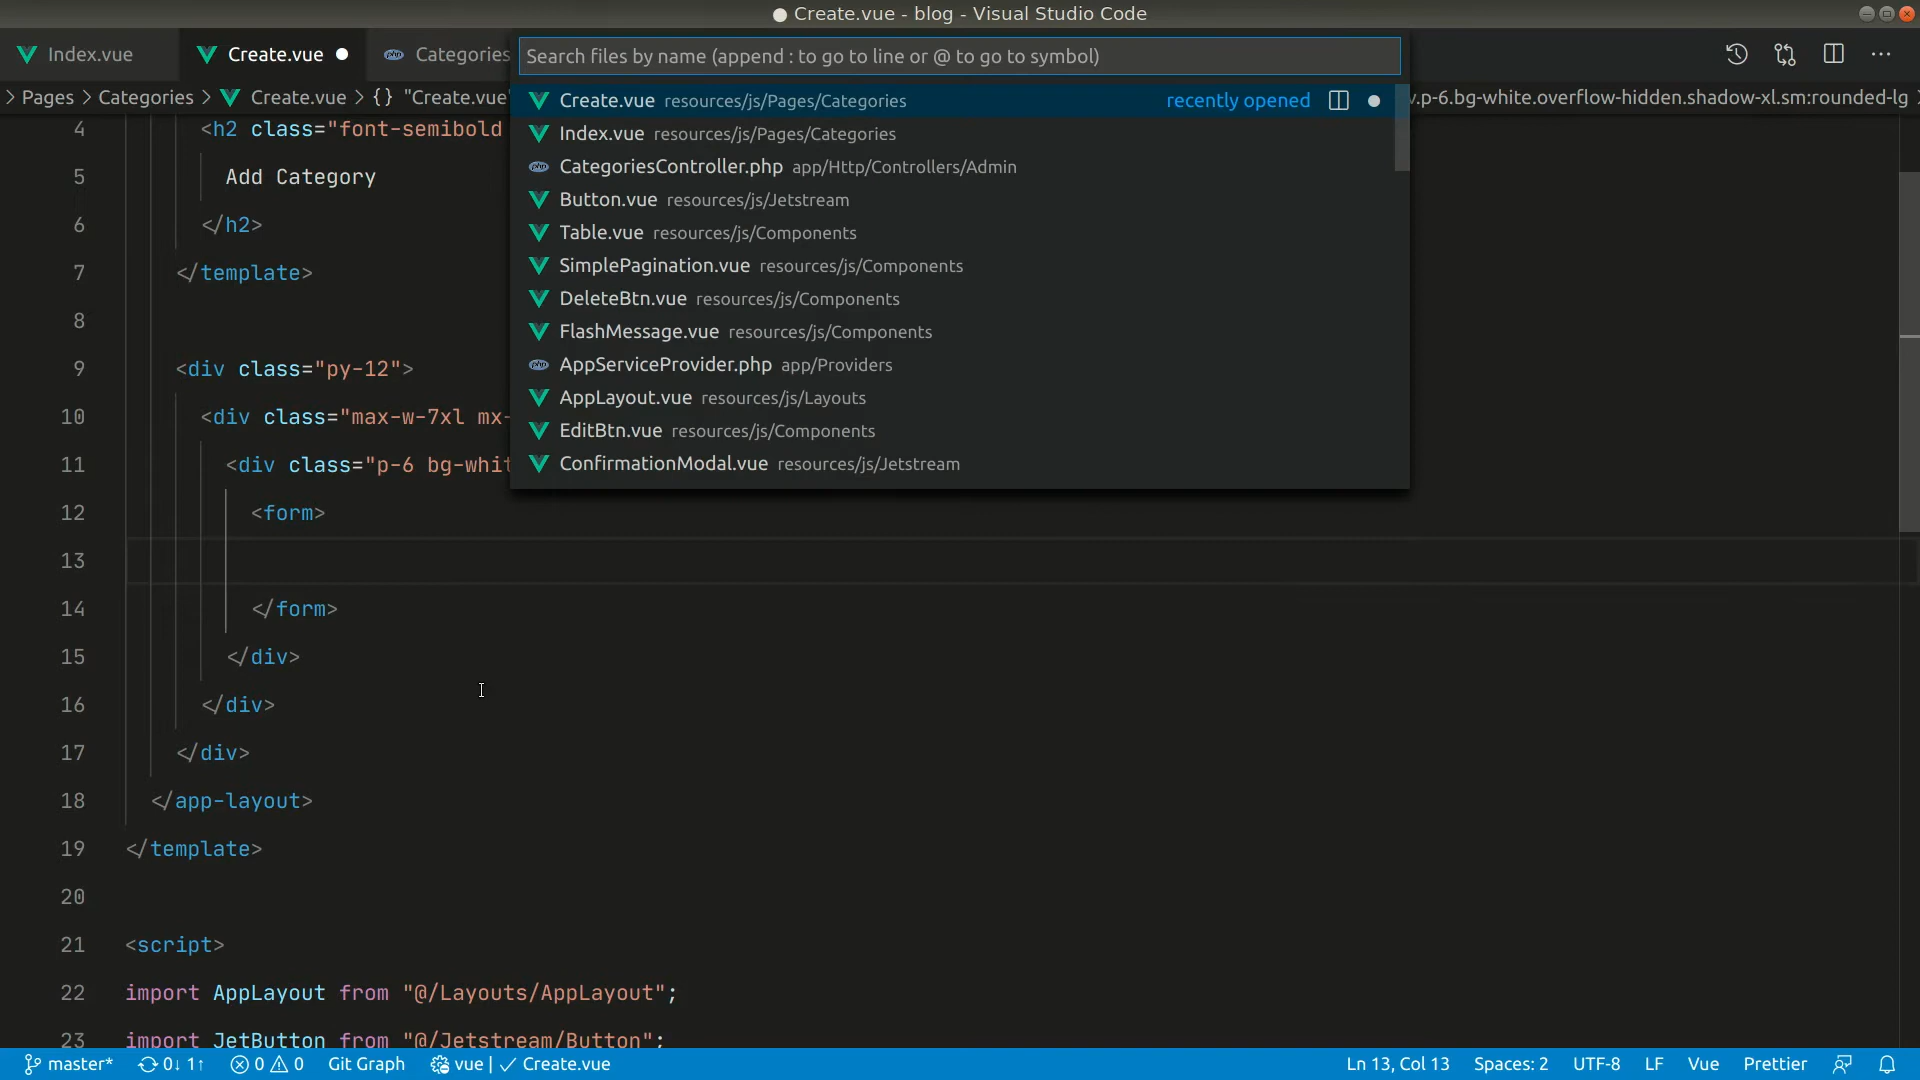 Create.vue - blog - Visual Studio Code
Index.vue
Create.vue
Categories
Search files by name (append : to go to line or @ to go to symbol)
Pages > Categories > Create.vue > {} "Create.vue"
.p-6.bg-white.overflow-hidden.shadow-xl.sm:rounded-lg
Create.vue resources/js/Pages/Categories recently opened
Index.vue resources/js/Pages/Categories
CategoriesController.php app/Http/Controllers/Admin
Button.vue resources/js/Jetstream
Table.vue resources/js/Components
SimplePagination.vue resources/js/Components
DeleteBtn.vue resources/js/Components
FlashMessage.vue resources/js/Components
AppServiceProvider.php app/Providers
AppLayout.vue resources/js/Layouts
EditBtn.vue resources/js/Components
ConfirmationModal.vue resources/js/Jetstream
4 <h2 class="font-semibold
5 Add Category
6 </h2>
7 </template>
8
9 <div class="py-12">
10 <div class="max-w-7xl mx-
11 <div class="p-6 bg-whit
12 <form>
13
14 </form>
15 </div>
16 </div>
17 </div>
18 </app-layout>
19 </template>
20
21 <script>
22 import AppLayout from "@/Layouts/AppLayout";
23 import JetButton from "@/Jetstream/Button";
master* 0↓ 1↑ 0 0 Git Graph vue | ✓ Create.vue
Ln 13, Col 13 Spaces: 2 UTF-8 LF Vue Prettier